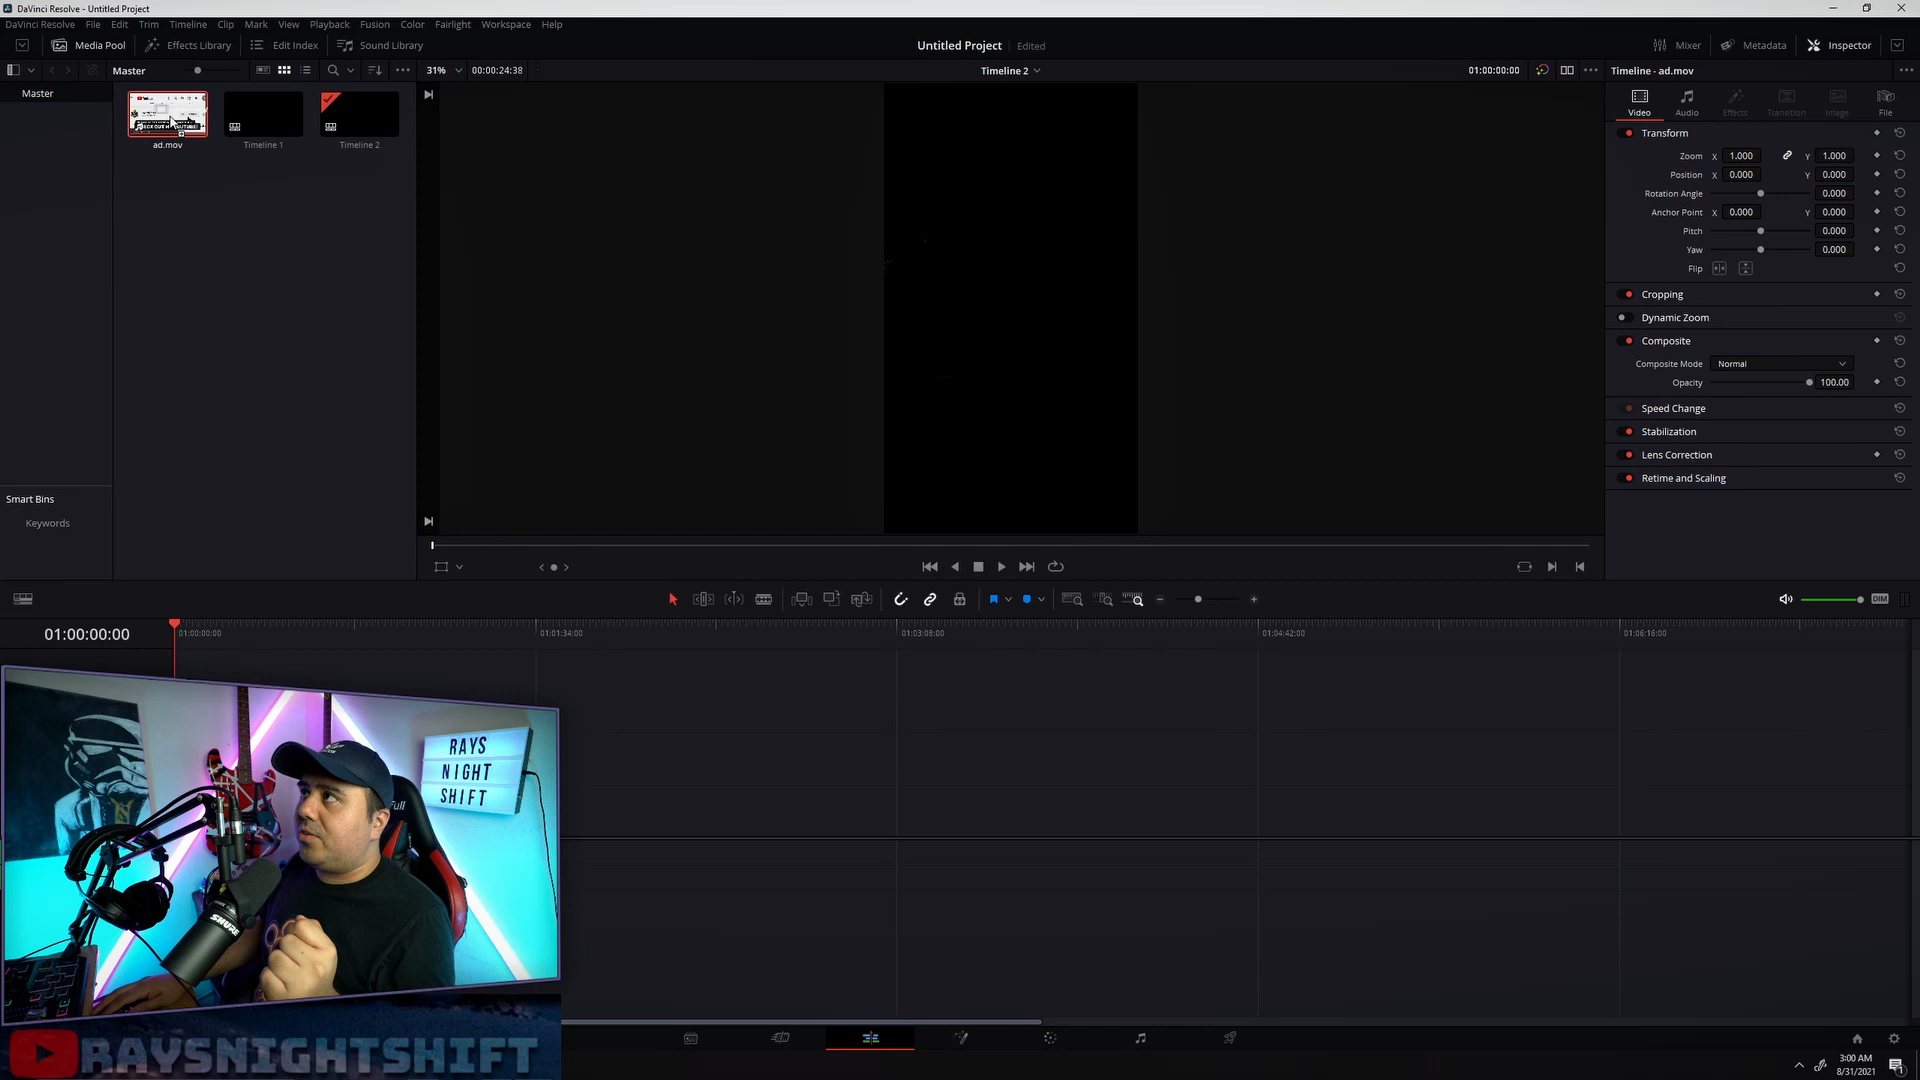 DaVinci Resolve - Untitled Project
DaVinci Resolve File Edit Trim Timeline Clip Mark View Playback Fusion Color Fairlight Workspace Help
Media Pool Effects Library Edit Index Sound Library Untitled Project Edited Mixer Metadata Inspector
Master 31% 00:00:24:38 Timeline 2 01:00:00:00 Timeline - ad.mov
Master
ad.mov Timeline 1 Timeline 2
Video Audio Effects Transition Image File
Transform
Zoom X 1.000 Y 1.000
Position X 0.000 Y 0.000
Rotation Angle 0.000
Anchor Point X 0.000 Y 0.000
Pitch 0.000
Yaw 0.000
Flip
Cropping
Dynamic Zoom
Composite
Composite Mode Normal
Opacity 100.00
Speed Change
Stabilization
Lens Correction
Retime and Scaling
Smart Bins
Keywords
DIM
01:00:00:00 01:00:00:00 01:01:34:00 01:03:08:00 01:04:42:00 01:06:16:00
RAYS
NIGHT
SHIFT
SHURE
RAYSNIGHTSHIFT
3:00 AM
8/31/2021